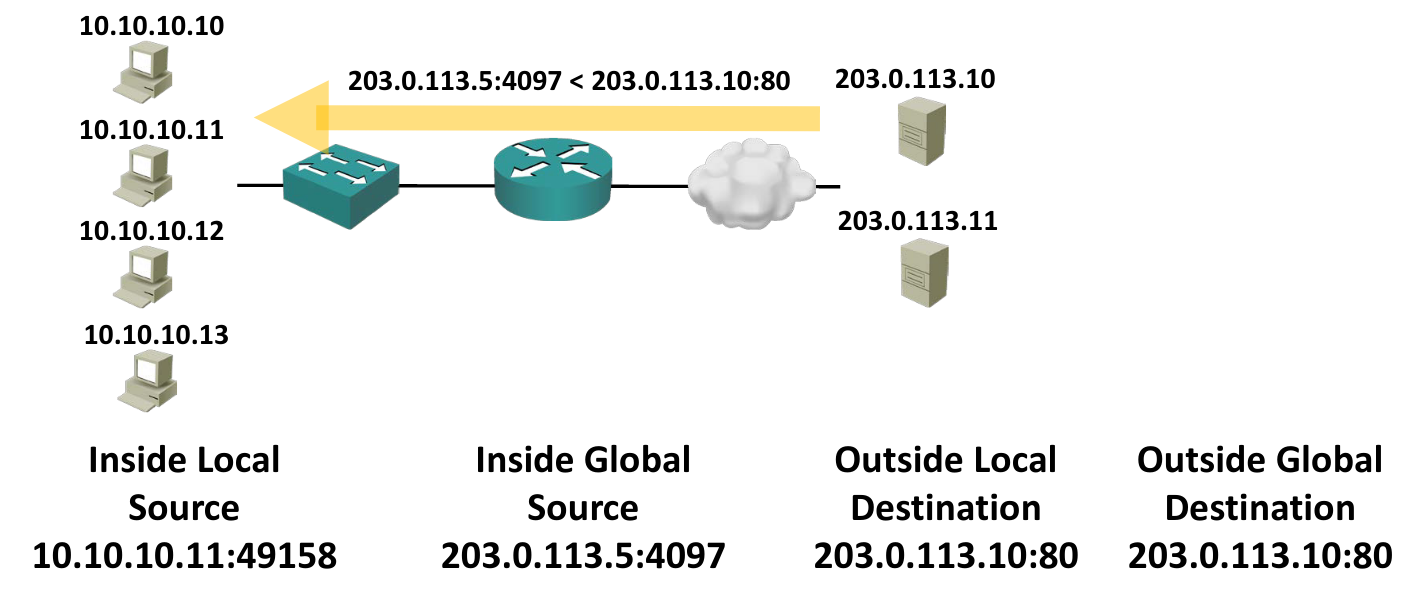 10.10.10.10
203.0.113.5:4097 < 203.0.113.10:80
203.0.113.10
10.10.10.11
203.0.113.11
10.10.10.12
10.10.10.13
Inside Local
Source
10.10.10.11:49158
Inside Global
Source
203.0.113.5:4097
Outside Local
Destination
203.0.113.10:80
Outside Global
Destination
203.0.113.10:80